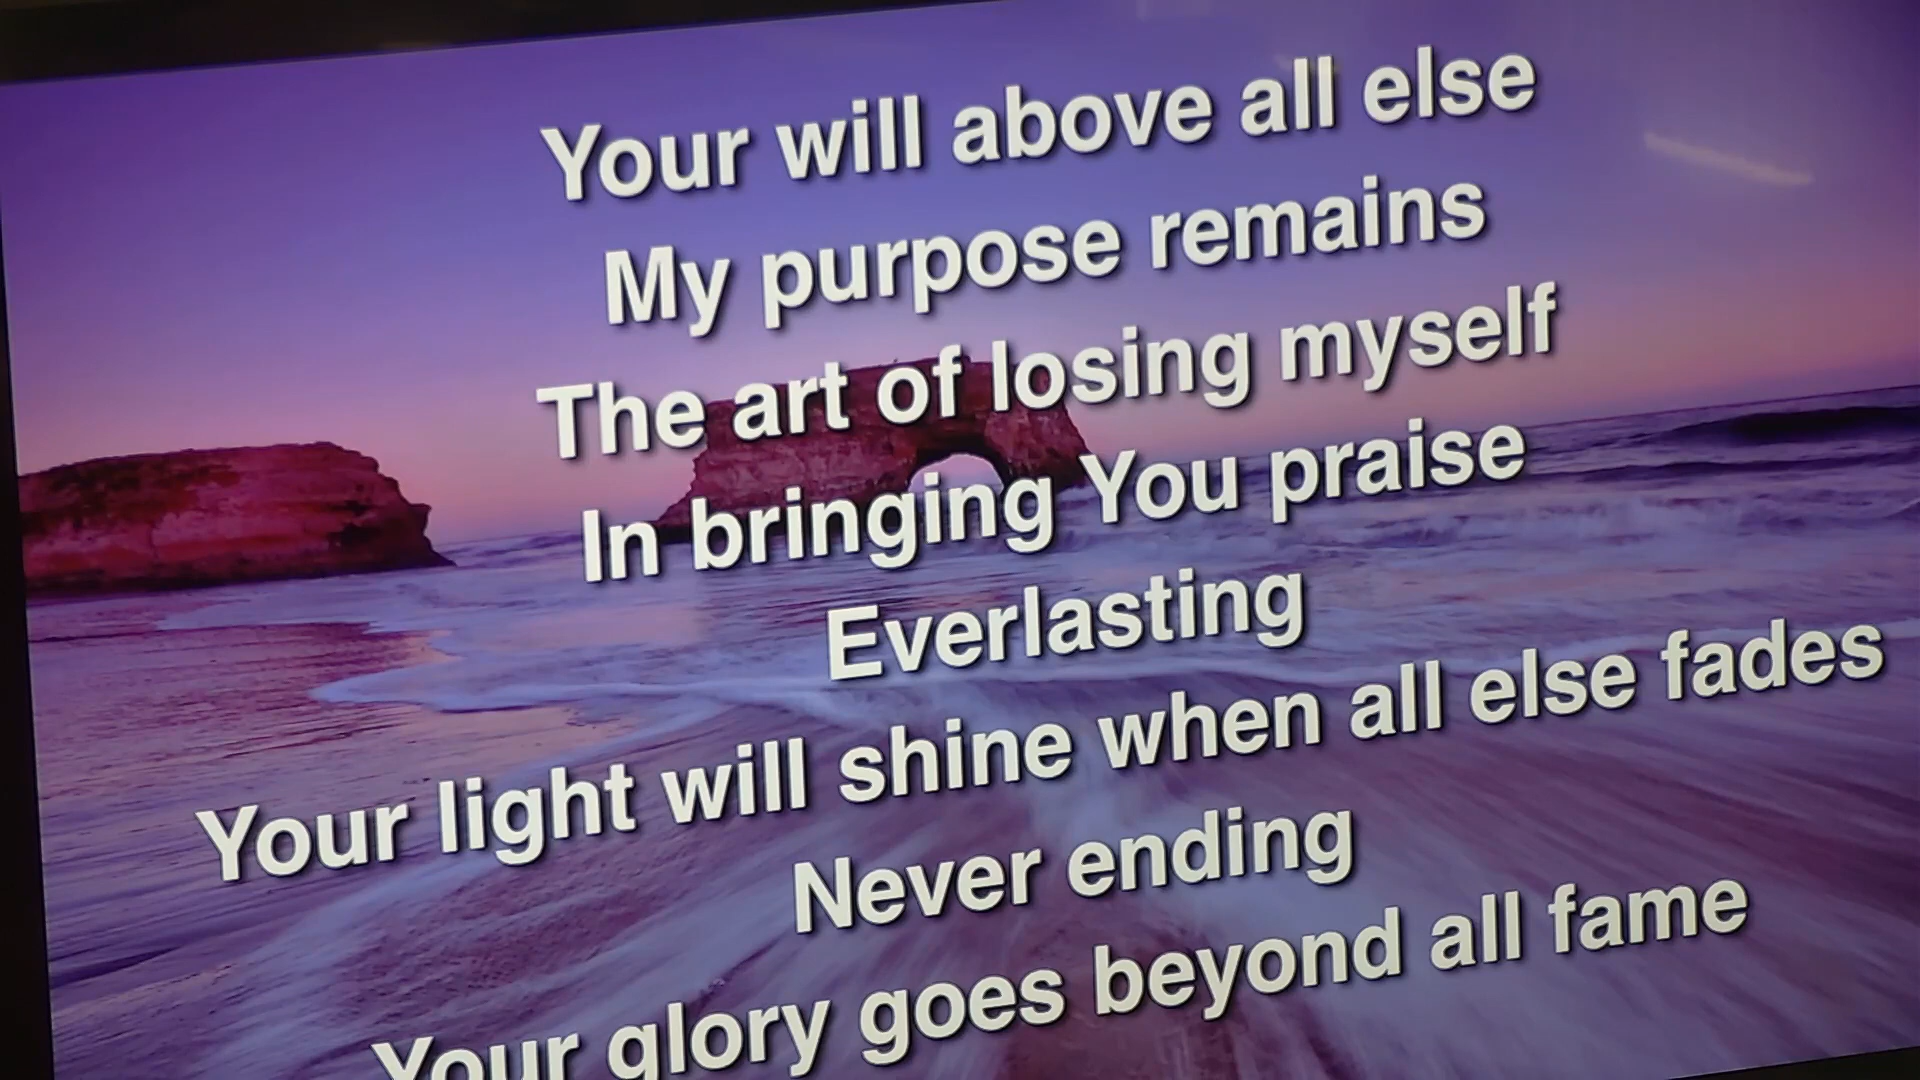 Your will above all else
My purpose remains
The art of losing myself
In bringing You praise
Everlasting
Your light will shine when all else fades
Never ending
Your glory goes beyond all fame